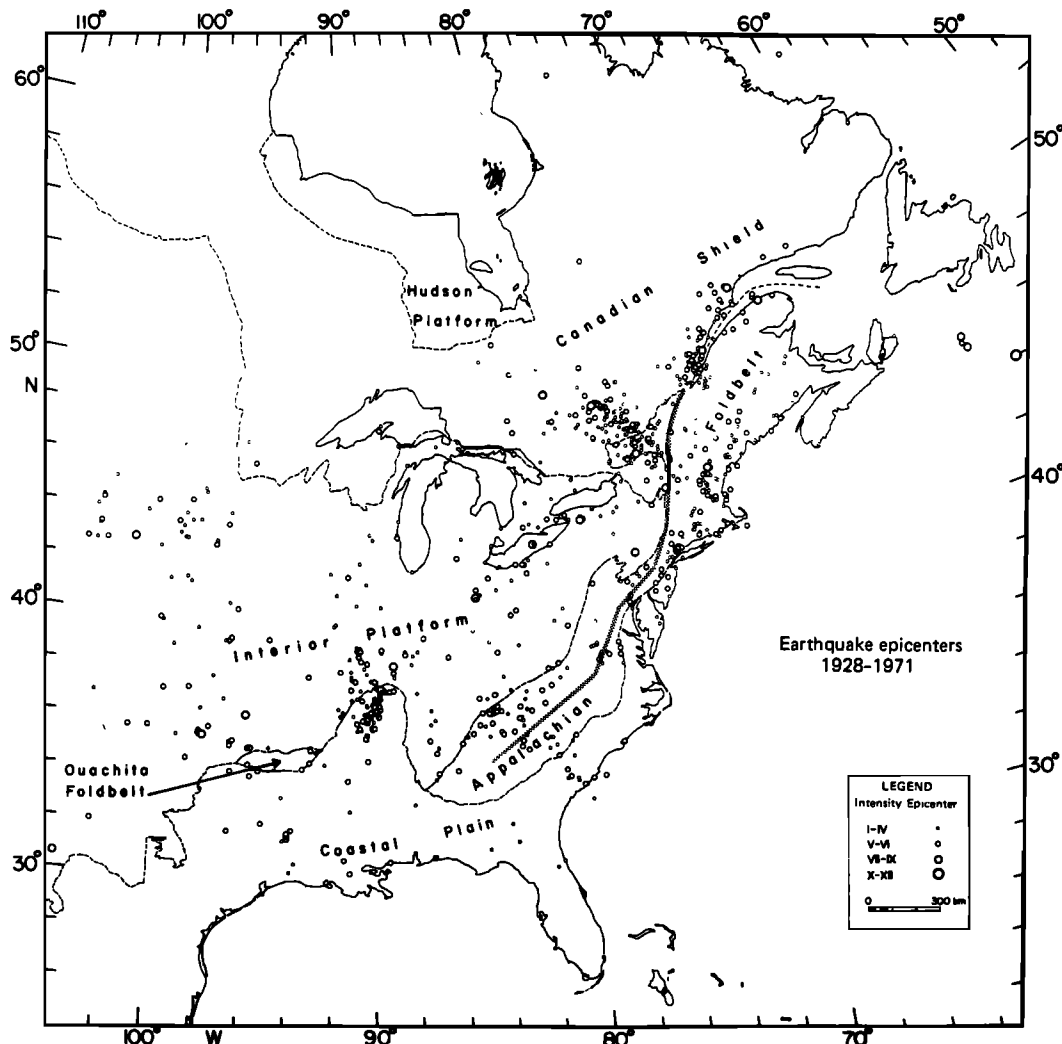 110° 100° 90° 80° 70° 60° 50°
60°
50°
Shield
Hudson
Platform
Canadian
50°
N
Foldbelt
40°
40°
Interior Platform
Earthquake epicenters
1928-1971
Appalachian
Ouachita
Foldbelt
30°
LEGEND
Intensity Epicenter
I-IV
V-VI
VII-IX
X-XII
0 300 km
Coastal Plain
30°
100° W 90° 80° 70°